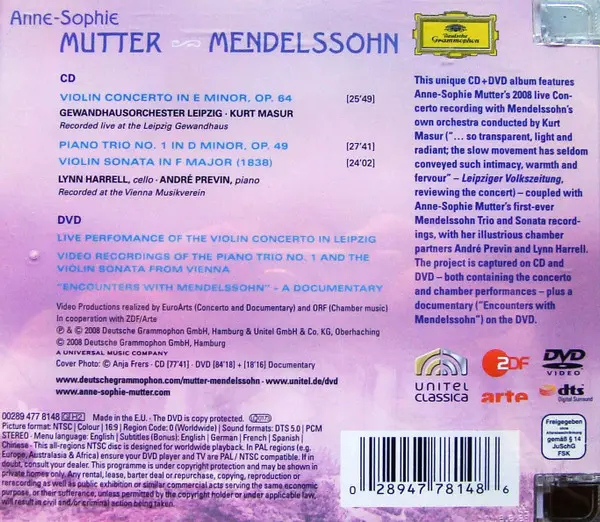 Anne-Sophie
MUTTER MENDELSSOHN
Deutsche
Grammophon
CD
VIOLIN CONCERTO IN E MINOR, OP. 64 [25'49]
GEWANDHAUSORCHESTER LEIPZIG · KURT MASUR
Recorded live at the Leipzig Gewandhaus
PIANO TRIO NO. 1 IN D MINOR, OP. 49 [27'41]
VIOLIN SONATA IN F MAJOR (1838) [24'02]
LYNN HARRELL, cello · ANDRÉ PREVIN, piano
Recorded at the Vienna Musikverein
DVD
LIVE PERFOMANCE OF THE VIOLIN CONCERTO IN LEIPZIG
VIDEO RECORDINGS OF THE PIANO TRIO NO. 1 AND THE
VIOLIN SONATA FROM VIENNA
"ENCOUNTERS WITH MENDELSSOHN" - A DOCUMENTARY
Video Productions realized by EuroArts (Concerto and Documentary) and ORF (Chamber music)
In cooperation with ZDF/Arte
℗ & © 2008 Deutsche Grammophon GmbH, Hamburg & Unitel GmbH & Co. KG, Oberhaching
© 2008 Deutsche Grammophon GmbH, Hamburg
A UNIVERSAL MUSIC COMPANY
Cover Photo: © Anja Frers · CD [77'41] · DVD [84'18] + [18'16] Documentary
www.deutschegrammophon.com/mutter-mendelssohn · www.unitel.de/dvd
www.anne-sophie-mutter.com
This unique CD+DVD album features
Anne-Sophie Mutter's 2008 live Con-
certo recording with Mendelssohn's
own orchestra conducted by Kurt
Masur ("... so transparent, light and
radiant; the slow movement has seldom
conveyed such intimacy, warmth and
fervour" – Leipziger Volkszeitung,
reviewing the concert) – coupled with
Anne-Sophie Mutter's first-ever
Mendelssohn Trio and Sonata record-
ings, with her illustrious chamber
partners André Previn and Lynn Harrell.
The project is captured on CD and
DVD – both containing the concerto
and chamber performances – plus a
documentary ("Encounters with
Mendelssohn") on the DVD.
UNITEL
CLASSICA
ZDF
arte
DVD
VIDEO
dts
Digital Surround
00289 477 8148 GH2 Made in the E.U. · The DVD is copy protected.
Picture format: NTSC | Colour | 16:9 | Region Code: 0 (Worldwide) | Sound formats: DTS 5.0 | PCM
STEREO · Menu language: English | Subtitles (Bonus): English | German | French | Spanish |
Chinese · This all-regions NTSC disc is designed for worldwide playback. In PAL regions (e.g.
Europe, Australasia & Africa) ensure your DVD player and TV are PAL / NTSC compatible. If in
doubt, consult your dealer. This programme is under copyright protection and may be shown in
private homes only. Any rental, lease, barter deal or repurchase, copying, reproduction or
rerecording as well as public exhibition or similar commercial acts serving the same economic
purpose, or their sufferance, unless permitted by the copyright holder or under applicable law,
will result in civil and/or criminal action being taken.
0 28947 78148 6
Freigegeben
ohne
Altersbeschränkung
gemäß § 14
JuSchG
FSK